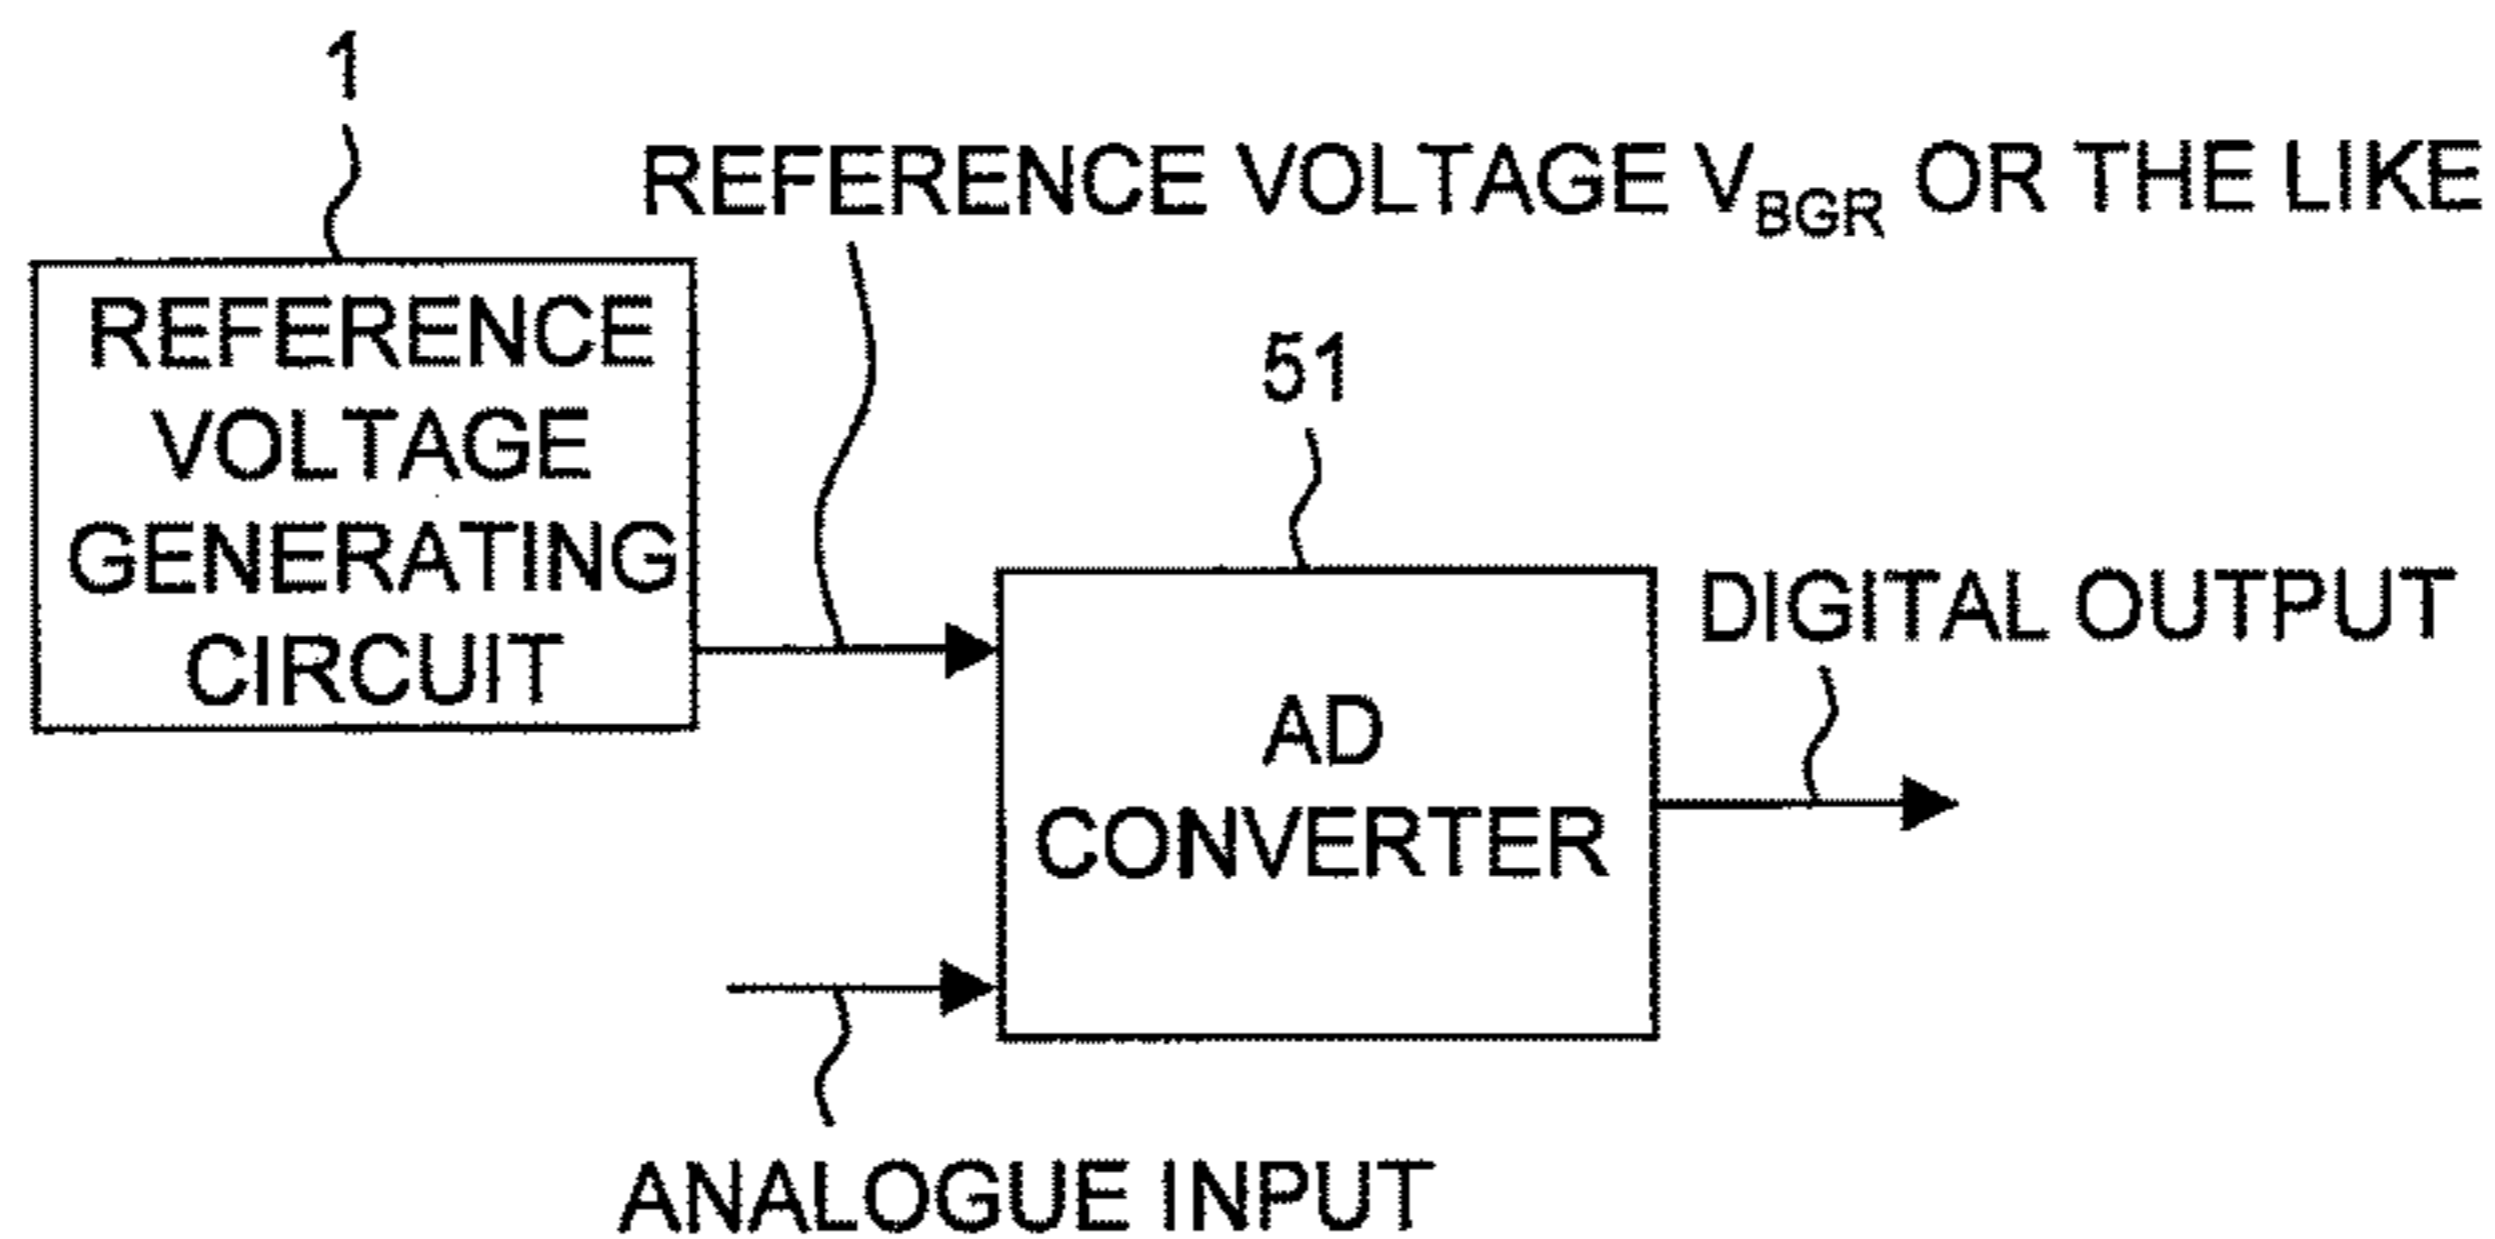 1
REFERENCE VOLTAGE VBGR OR THE LIKE
REFERENCE
VOLTAGE
GENERATING
CIRCUIT
51
DIGITAL OUTPUT
AD
CONVERTER
ANALOGUE INPUT